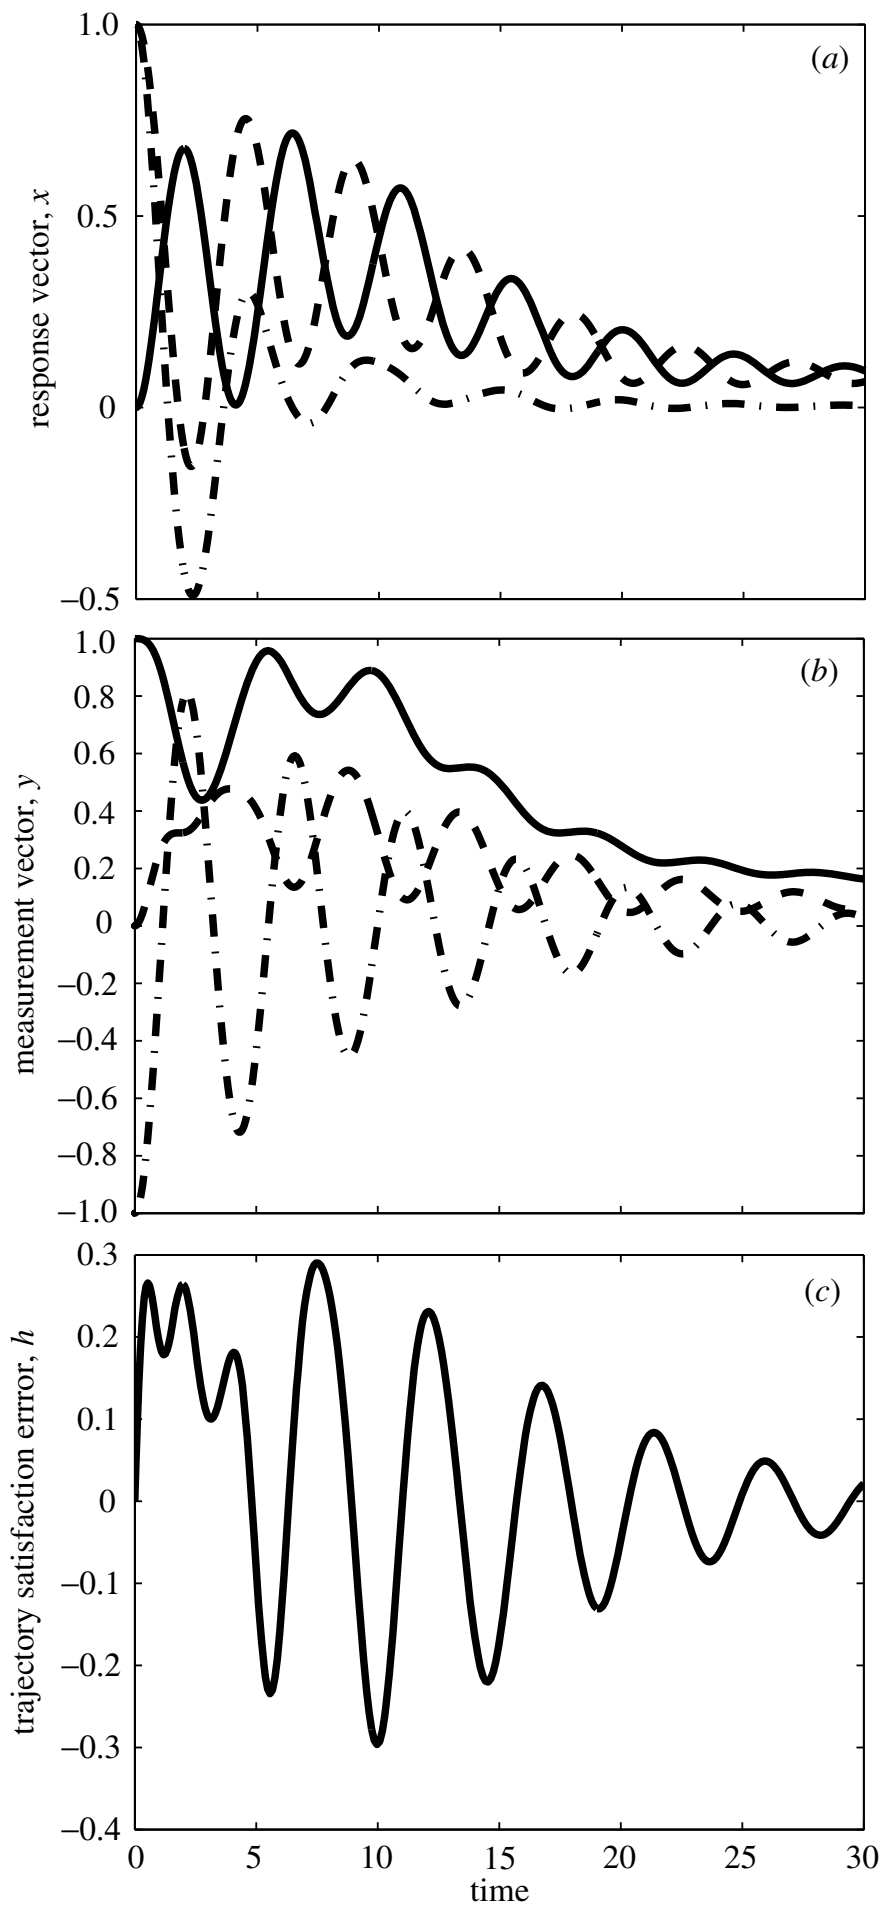 (a)
1.0
0.5
0
–0.5
response vector, x
(b)
1.0
0.8
0.6
0.4
0.2
0
–0.2
–0.4
–0.6
–0.8
–1.0
measurement vector, y
(c)
0.3
0.2
0.1
0
–0.1
–0.2
–0.3
–0.4
trajectory satisfaction errror, h
0 5 10 15 20 25 30
time